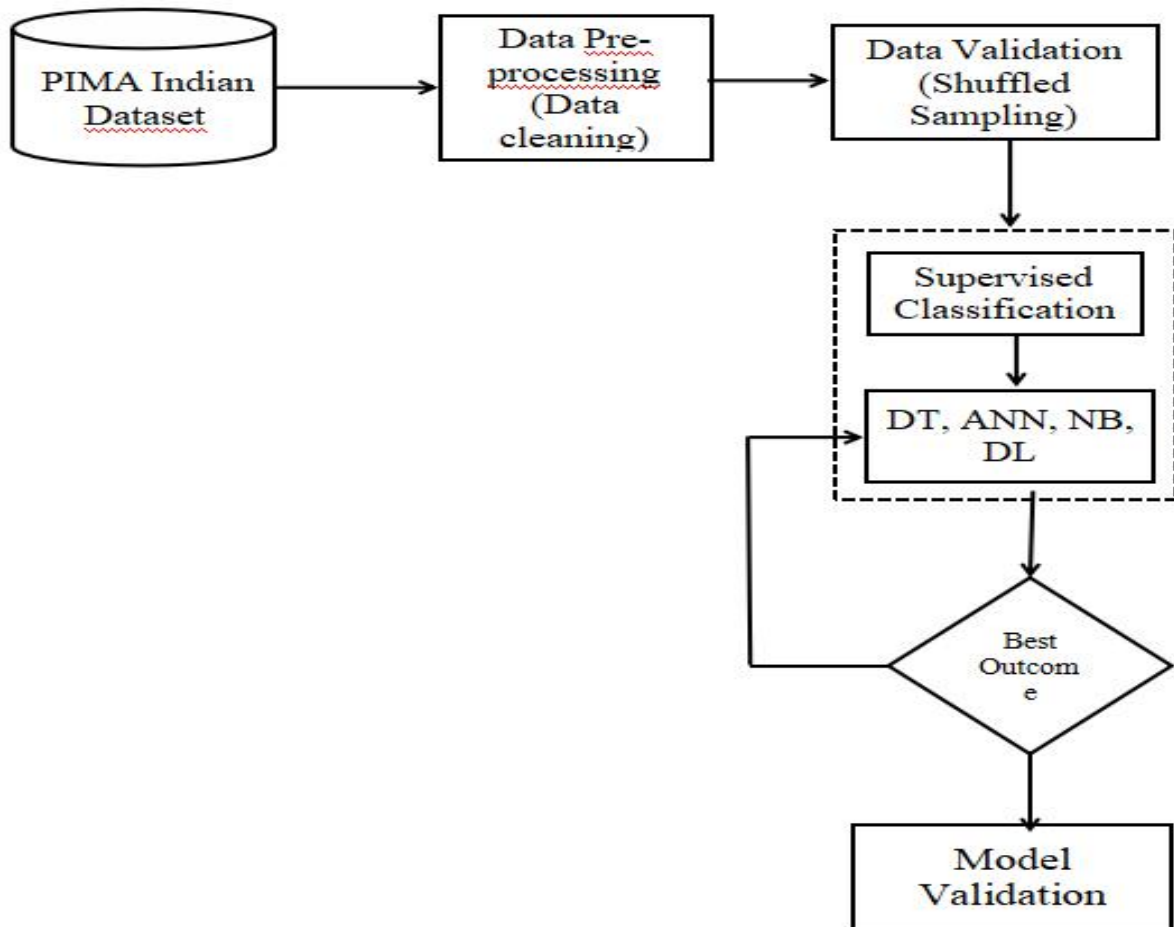 PIMA Indian
Dataset
Data Pre-
processing
(Data
cleaning)
Data Validation
(Shuffled
Sampling)
Supervised
Classification
DT, ANN, NB,
DL
Best
Outcom
e
Model
Validation